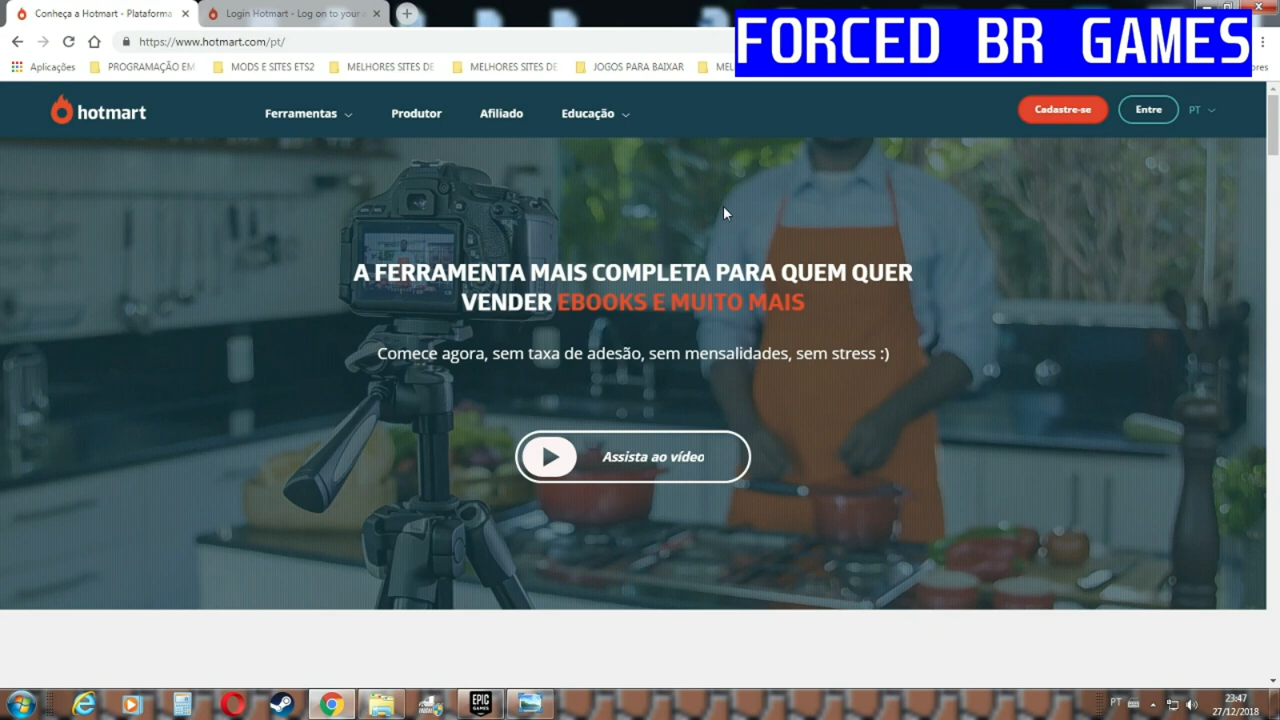 Conheça a Hotmart - Plataforma
Login Hotmart - Log on to your
FORCED BR GAMES
https://www.hotmart.com/pt/
Aplicações
PROGRAMAÇÃO EM
MODS E SITES ETS2
MELHORES SITES DE
MELHORES SITES DE
JOGOS PARA BAIXAR
hotmart
Ferramentas
Produtor
Afiliado
Educação
Cadastre-se
Entre
PT
A FERRAMENTA MAIS COMPLETA PARA QUEM QUER
VENDER EBOOKS E MUITO MAIS
Comece agora, sem taxa de adesão, sem mensalidades, sem stress :)
Assista ao vídeo
EPIC
GAMES
PT
23:47
27/12/2018